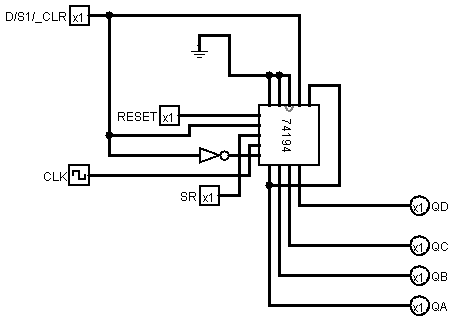 D/S1/_CLR x1
RESET x1
74194
CLK
SR x1
x1 QD
x1 QC
x1 QB
x1 QA